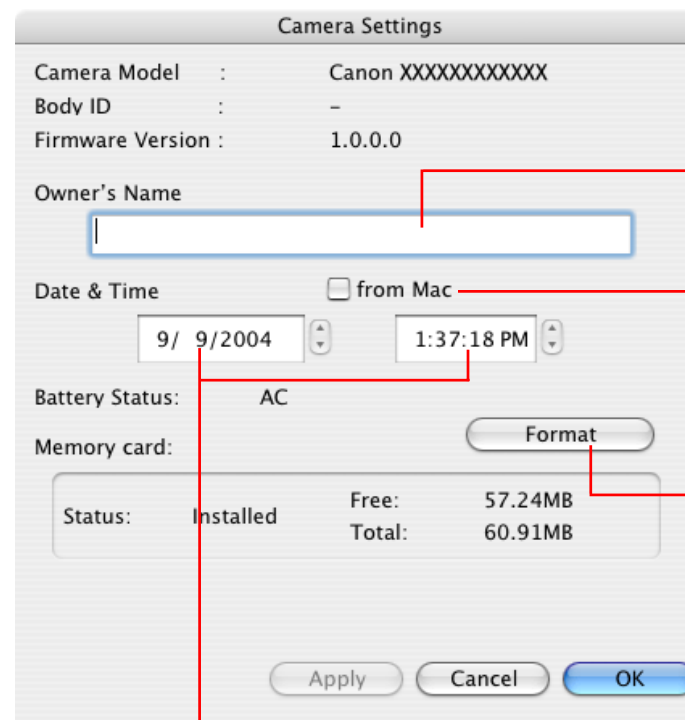 Camera Settings
Camera Model : Canon XXXXXXXXXXXX
Body ID : –
Firmware Version : 1.0.0.0
Owner's Name
Date & Time from Mac
9/ 9/2004 1:37:18 PM
Battery Status: AC
Format
Memory card:
Status: Installed Free: 57.24MB
Total: 60.91MB
Apply Cancel OK